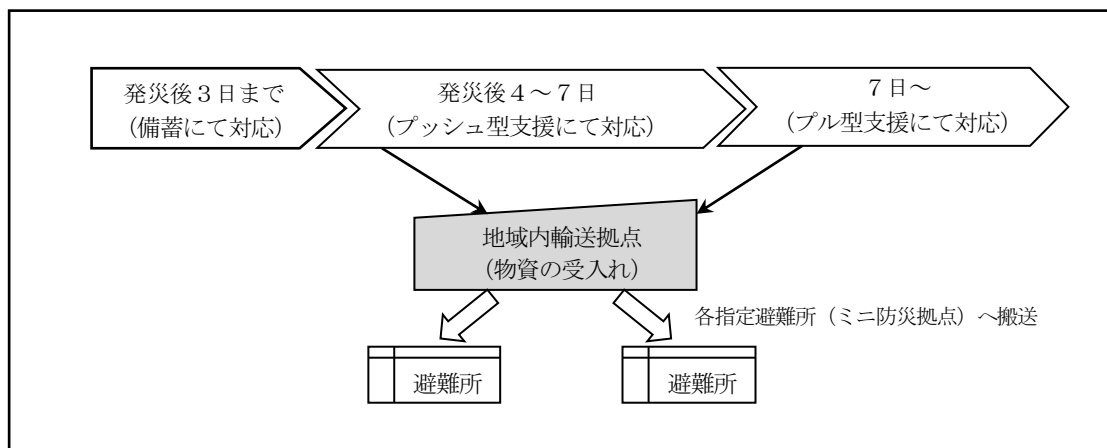 発災後３日まで
（備蓄にて対応）
発災後４～７日
（プッシュ型支援にて対応）
７日～
（プル型支援にて対応）
地域内輸送拠点
（物資の受入れ）
各指定避難所（ミニ防災拠点）へ搬送
避難所
避難所